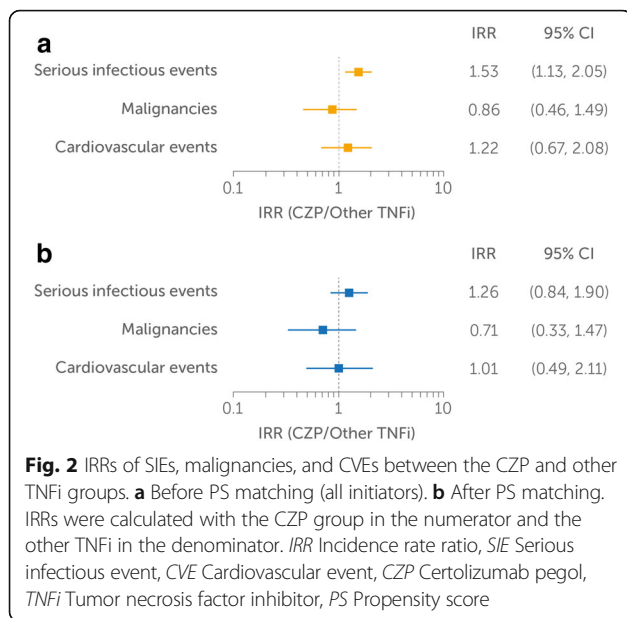 a
IRR 95% CI
Serious infectious events 1.53 (1.13, 2.05)
Malignancies 0.86 (0.46, 1.49)
Cardiovascular events 1.22 (0.67, 2.08)
0.1 1 10
IRR (CZP/Other TNFi)
b
IRR 95% CI
Serious infectious events 1.26 (0.84, 1.90)
Malignancies 0.71 (0.33, 1.47)
Cardiovascular events 1.01 (0.49, 2.11)
0.1 1 10
IRR (CZP/Other TNFi)
Fig. 2 IRRs of SIEs, malignancies, and CVEs between the CZP and other
TNFi groups. a Before PS matching (all initiators). b After PS matching.
IRRs were calculated with the CZP group in the numerator and the
other TNFi in the denominator. IRR Incidence rate ratio, SIE Serious
infectious event, CVE Cardiovascular event, CZP Certolizumab pegol,
TNFi Tumor necrosis factor inhibitor, PS Propensity score